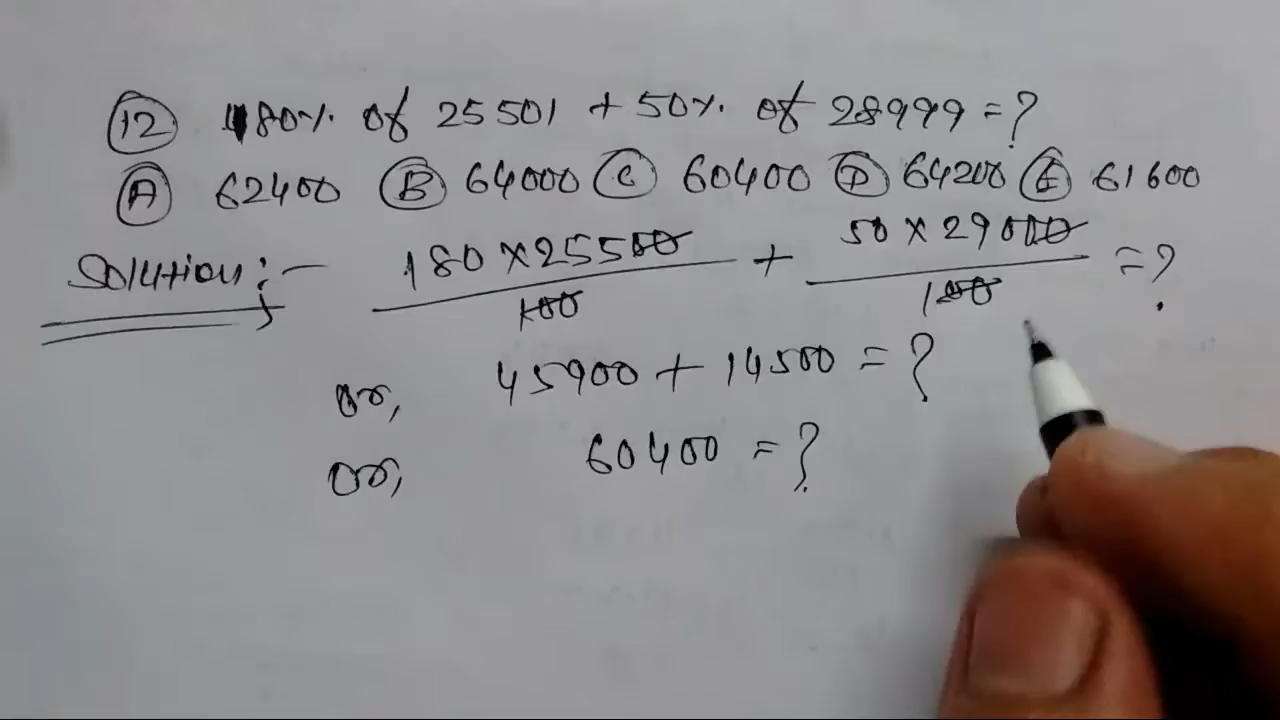 12 180% of 25501 + 50% of 28999 = ?
A 62400 B 64000 C 60400 D 64200 E 61600
Solution :- 180 × 25500 / 100 + 50 × 29000 / 100 = ?
or, 45900 + 14500 = ?
or, 60400 = ?